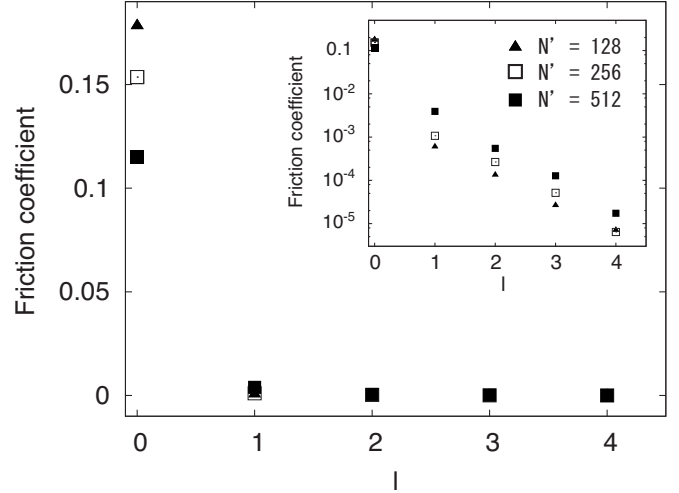 Friction coefficient
0.15
0.1
0.05
0
0 1 2 3 4
I
Friction coefficient
0.1
10-2
10-3
10-4
10-5
0 1 2 3 4
I
N' = 128
N' = 256
N' = 512